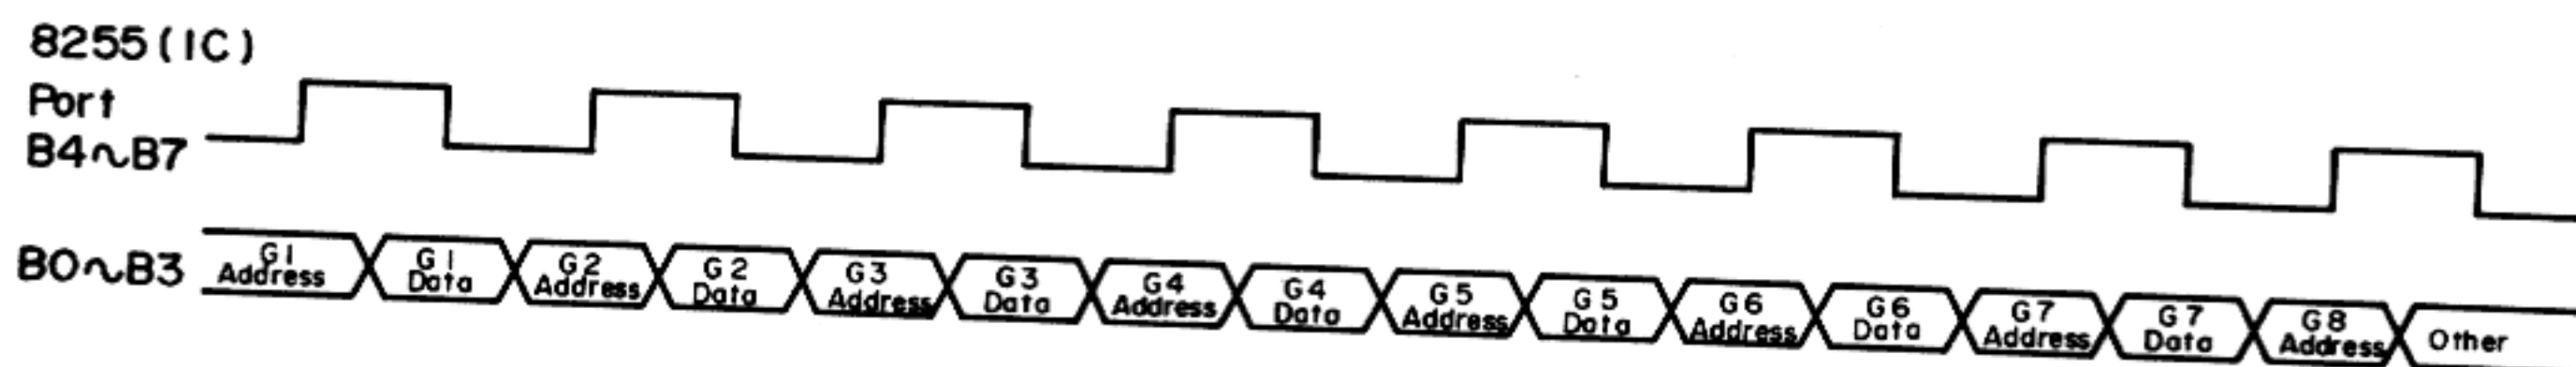 8255(IC)
Port
B4~B7
B0~B3
G1
Address
G1
Data
G2
Address
G2
Data
G3
Address
G3
Data
G4
Address
G4
Data
G5
Address
G5
Data
G6
Address
G6
Data
G7
Address
G7
Data
G8
Address
Other